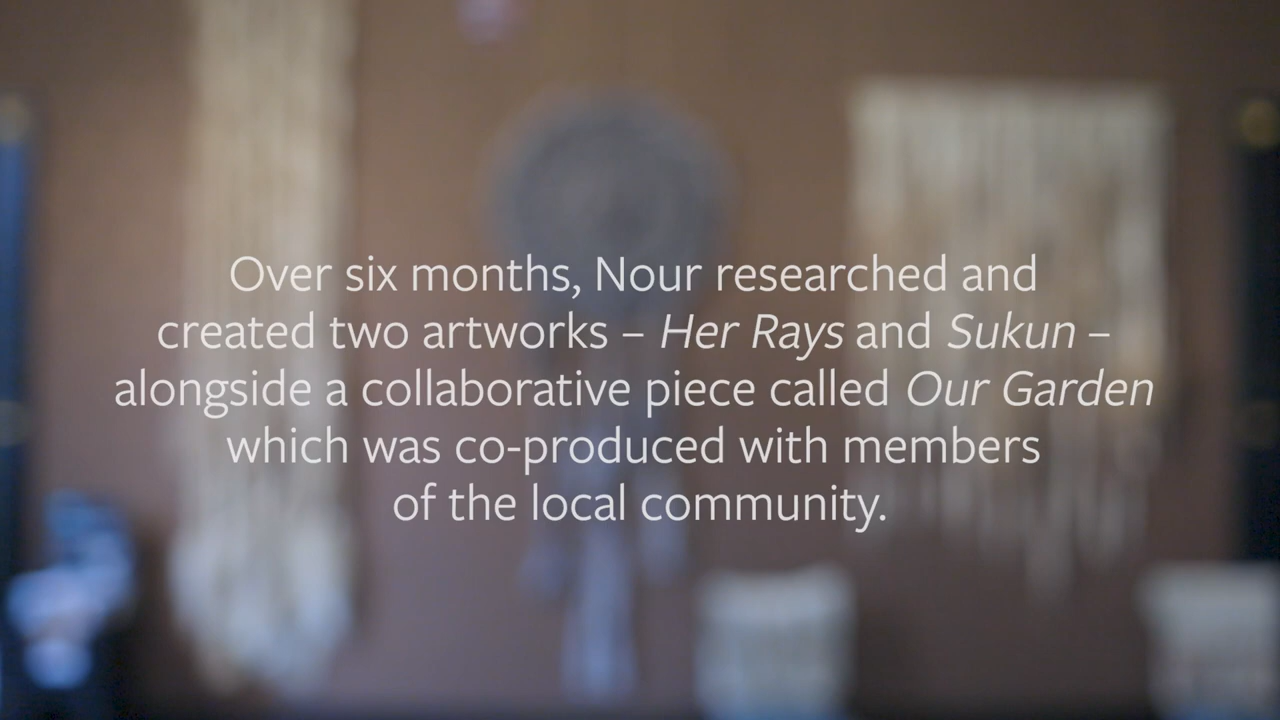 Over six months, Nour researched and
created two artworks – Her Rays and Sukun –
alongside a collaborative piece called Our Garden
which was co-produced with members
of the local community.